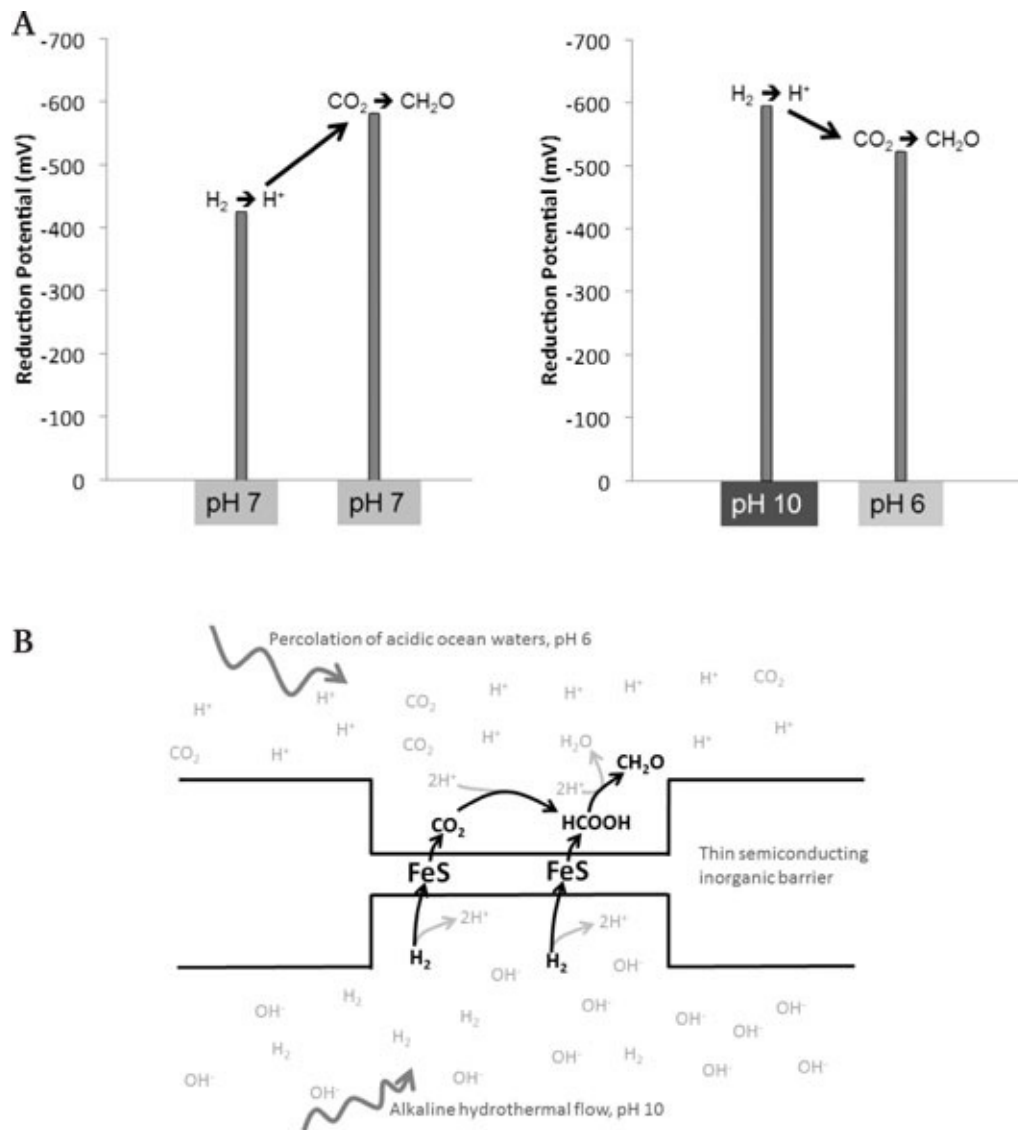 A
Reduction Potential (mV)
-700
-600
-500
-400
-300
-200
-100
0
H₂ ➔ H⁺
CO₂ ➔ CH₂O
pH 7
pH 7
Reduction Potential (mV)
-700
-600
-500
-400
-300
-200
-100
0
H₂ ➔ H⁺
CO₂ ➔ CH₂O
pH 10
pH 6
B
Percolation of acidic ocean waters, pH 6
H⁺ H⁺ CO₂ H⁺ H⁺ H⁺ H⁺ CO₂
CO₂ H⁺ H⁺ CO₂ H⁺ H₂O H⁺ H⁺
2H⁺ 2H⁺ CH₂O
CO₂ HCOOH
FeS FeS
Thin semiconducting
inorganic barrier
2H⁺ 2H⁺
H₂ H₂
OH⁻ OH⁻
OH⁻ H₂ H₂ OH⁻ OH⁻ OH⁻ OH⁻
H₂ H₂ OH⁻ H₂
OH⁻ OH⁻ OH⁻ OH⁻ OH⁻
Alkaline hydrothermal flow, pH 10